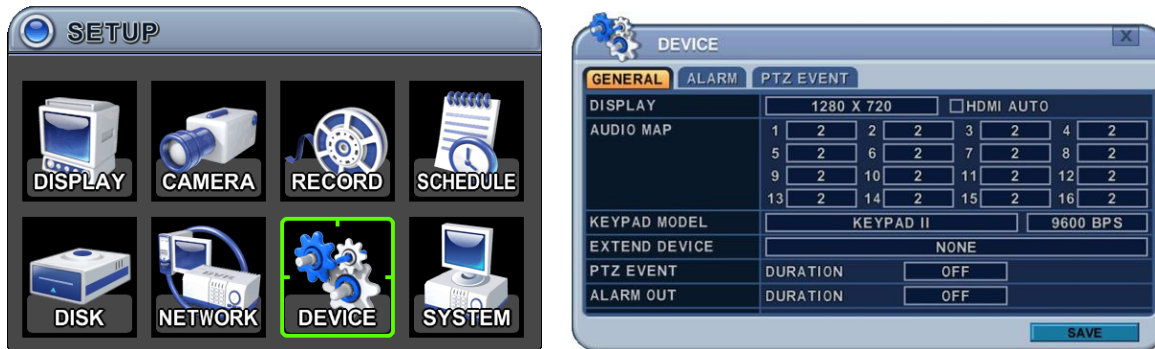 SETUP
DISPLAY CAMERA RECORD SCHEDULE
DISK NETWORK DEVICE SYSTEM
DEVICE X
GENERAL ALARM PTZ EVENT
DISPLAY 1280 X 720 HDMI AUTO
AUDIO MAP 1 2 2 2 3 2 4 2
5 2 6 2 7 2 8 2
9 2 10 2 11 2 12 2
13 2 14 2 15 2 16 2
KEYPAD MODEL KEYPAD II 9600 BPS
EXTEND DEVICE NONE
PTZ EVENT DURATION OFF
ALARM OUT DURATION OFF
SAVE